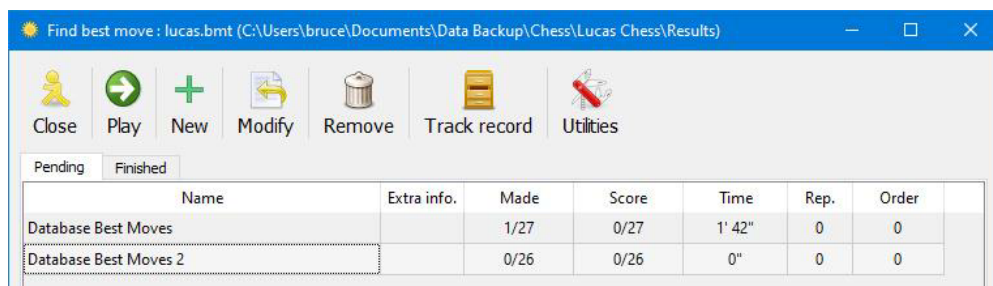 Find best move : lucas.bmt (C:\Users\bruce\Documents\Data Backup\Chess\Lucas Chess\Results)
Close Play New Modify Remove Track record Utilities
Pending Finished
Name Extra info. Made Score Time Rep. Order
Database Best Moves 1/27 0/27 1' 42" 0 0
Database Best Moves 2 0/26 0/26 0" 0 0